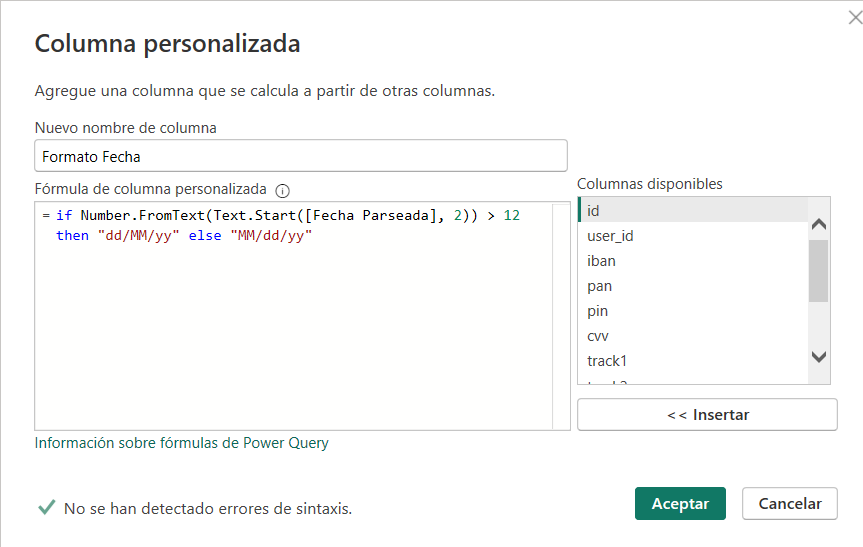 Columna personalizada
Agregue una columna que se calcula a partir de otras columnas.
Nuevo nombre de columna
Formato Fecha
Fórmula de columna personalizada
Columnas disponibles
= if Number.FromText(Text.Start([Fecha Parseada], 2)) > 12
then "dd/MM/yy" else "MM/dd/yy"
id
user_id
iban
pan
pin
cvv
track1
<< Insertar
Información sobre fórmulas de Power Query
No se han detectado errores de sintaxis.
Aceptar
Cancelar